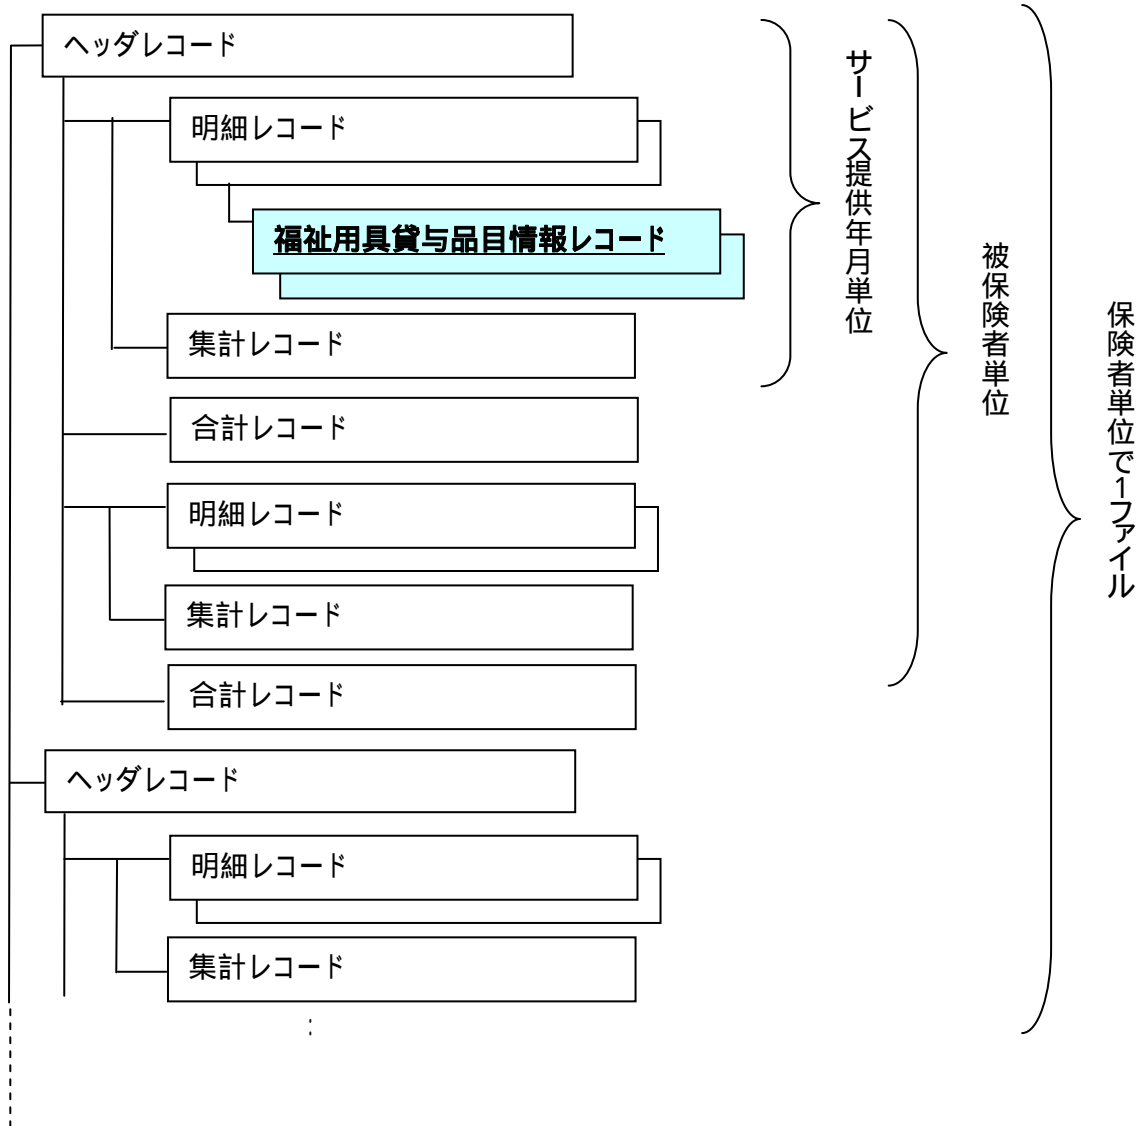 ヘッダレコード
明細レコード
福祉用具貸与品目情報レコード
集計レコード
合計レコード
明細レコード
集計レコード
合計レコード
ヘッダレコード
明細レコード
集計レコード
:
サービス提供年月単位
被保険者単位
保険者単位で1ファイル